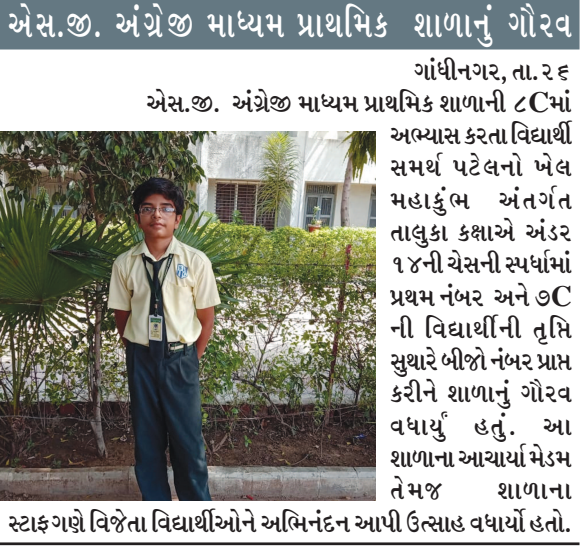 એસ.જી. અંગ્રેજી માધ્યમ પ્રાથમિક શાળાનું ગૌરવ
ગાંધીનગર, તા.૨૬
એસ.જી. અંગ્રેજી માધ્યમ પ્રાથમિક શાળાની ૮Cમાં
અભ્યાસ કરતા વિદ્યાર્થી
સમર્થ પટેલનો ખેલ
મહાકુંભ અંતર્ગત
તાલુકા કક્ષાએ અંડર
૧૪ની ચેસની સ્પર્ધામાં
પ્રથમ નંબર અને ૭C
ની વિદ્યાર્થીની તૃપ્તિ
સુથારે બીજો નંબર પ્રાપ્ત
કરીને શાળાનું ગૌરવ
વધાર્યું હતું. આ
શાળાના આચાર્યા મેડમ
તેમજ શાળાના
સ્ટાફગણે વિજેતા વિદ્યાર્થીઓને અભિનંદન આપી ઉત્સાહ વધાર્યો હતો.